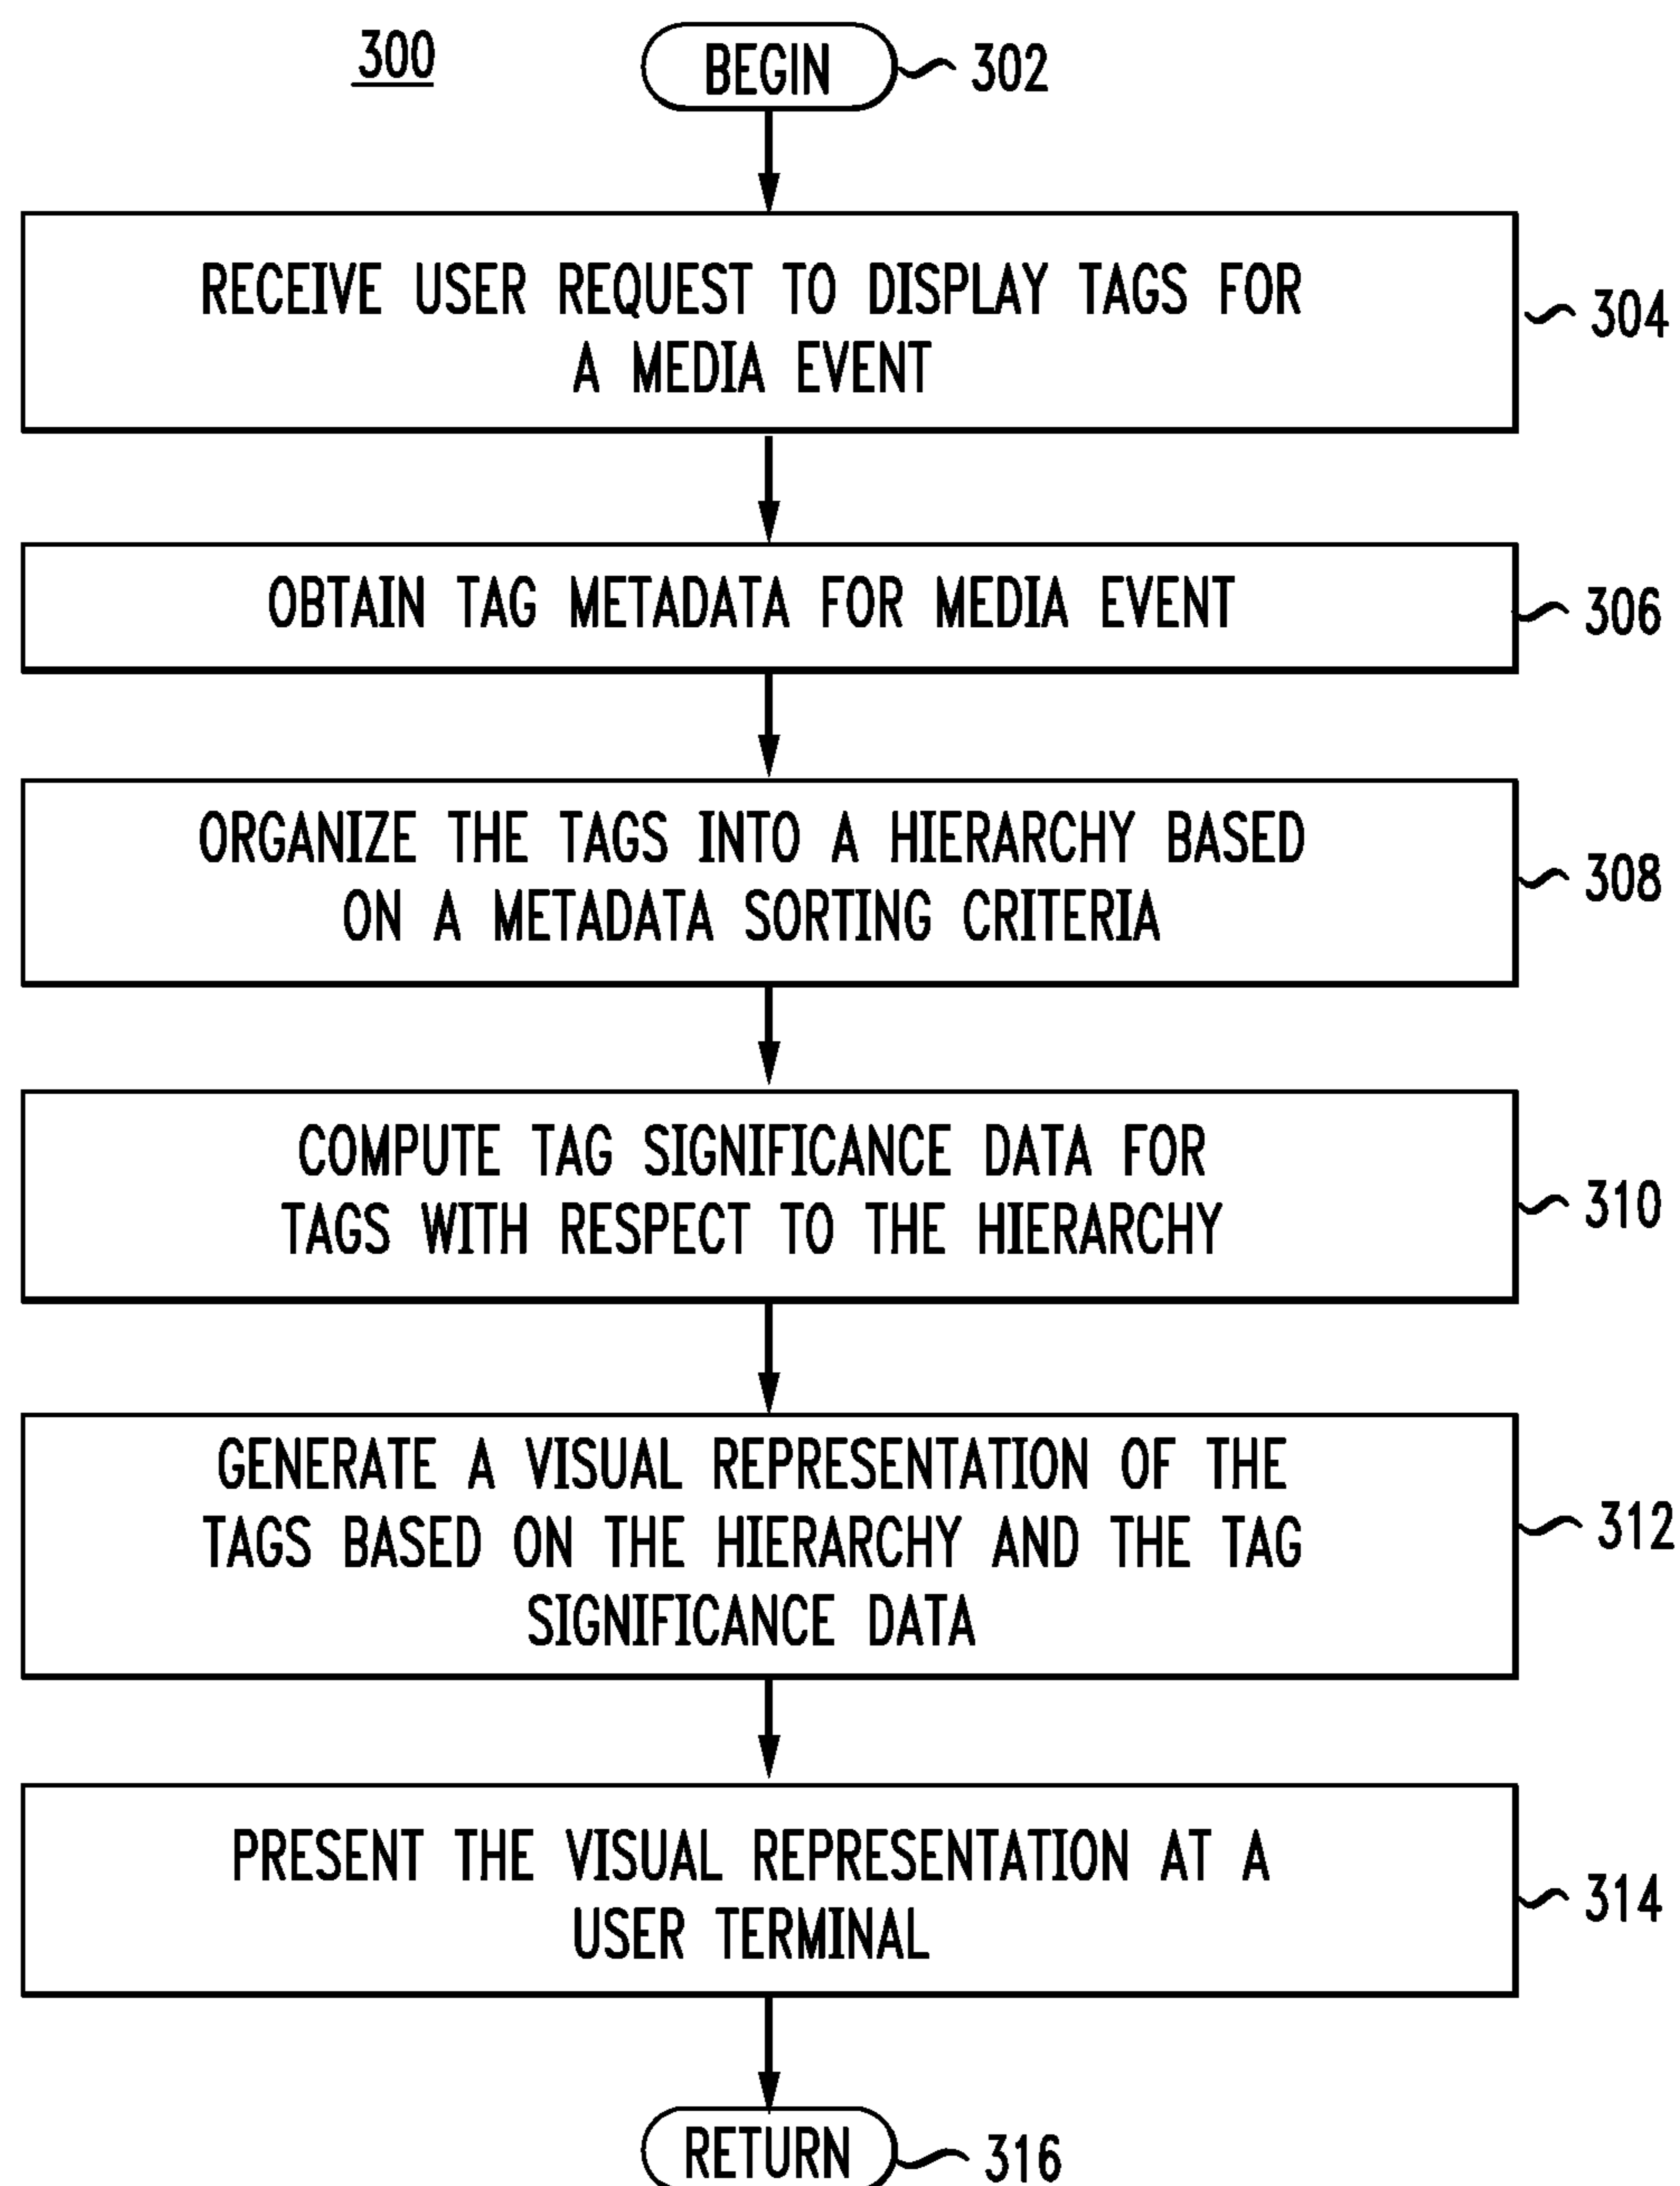 300
BEGIN
302
RECEIVE USER REQUEST TO DISPLAY TAGS FOR
A MEDIA EVENT
304
OBTAIN TAG METADATA FOR MEDIA EVENT
306
ORGANIZE THE TAGS INTO A HIERARCHY BASED
ON A METADATA SORTING CRITERIA
308
COMPUTE TAG SIGNIFICANCE DATA FOR
TAGS WITH RESPECT TO THE HIERARCHY
310
GENERATE A VISUAL REPRESENTATION OF THE
TAGS BASED ON THE HIERARCHY AND THE TAG
SIGNIFICANCE DATA
312
PRESENT THE VISUAL REPRESENTATION AT A
USER TERMINAL
314
RETURN
316